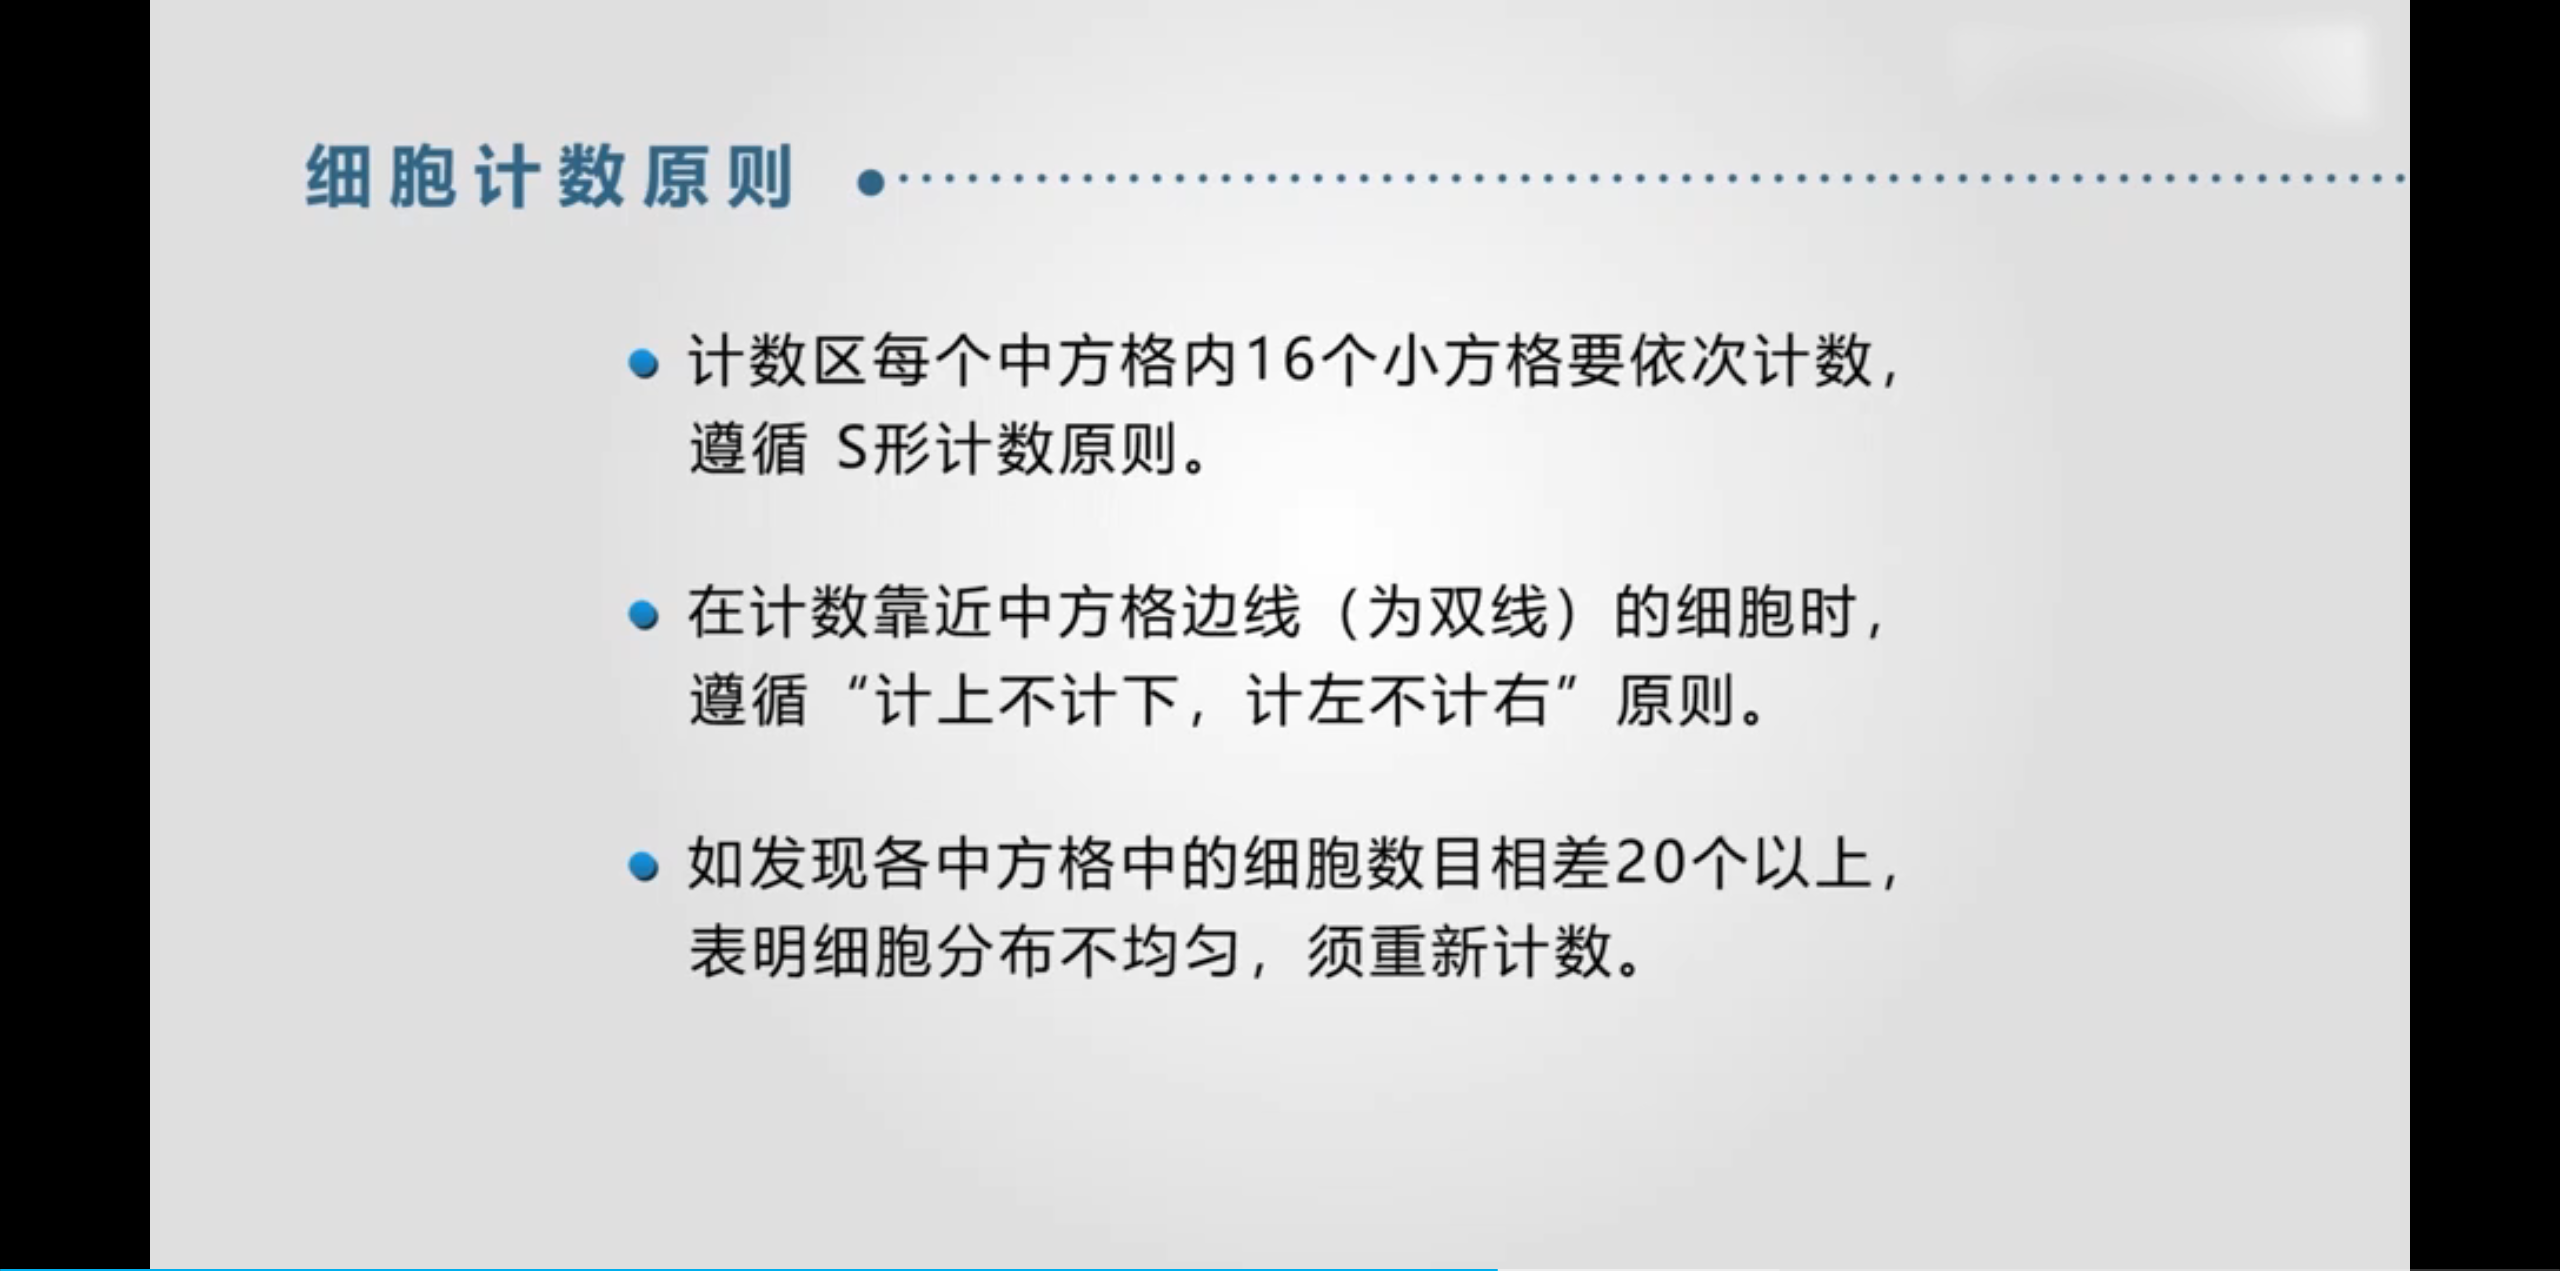 细胞计数原则
计数区每个中方格内16个小方格要依次计数，
遵循 S形计数原则。
在计数靠近中方格边线（为双线）的细胞时，
遵循“计上不计下，计左不计右”原则。
如发现各中方格中的细胞数目相差20个以上，
表明细胞分布不均匀，须重新计数。